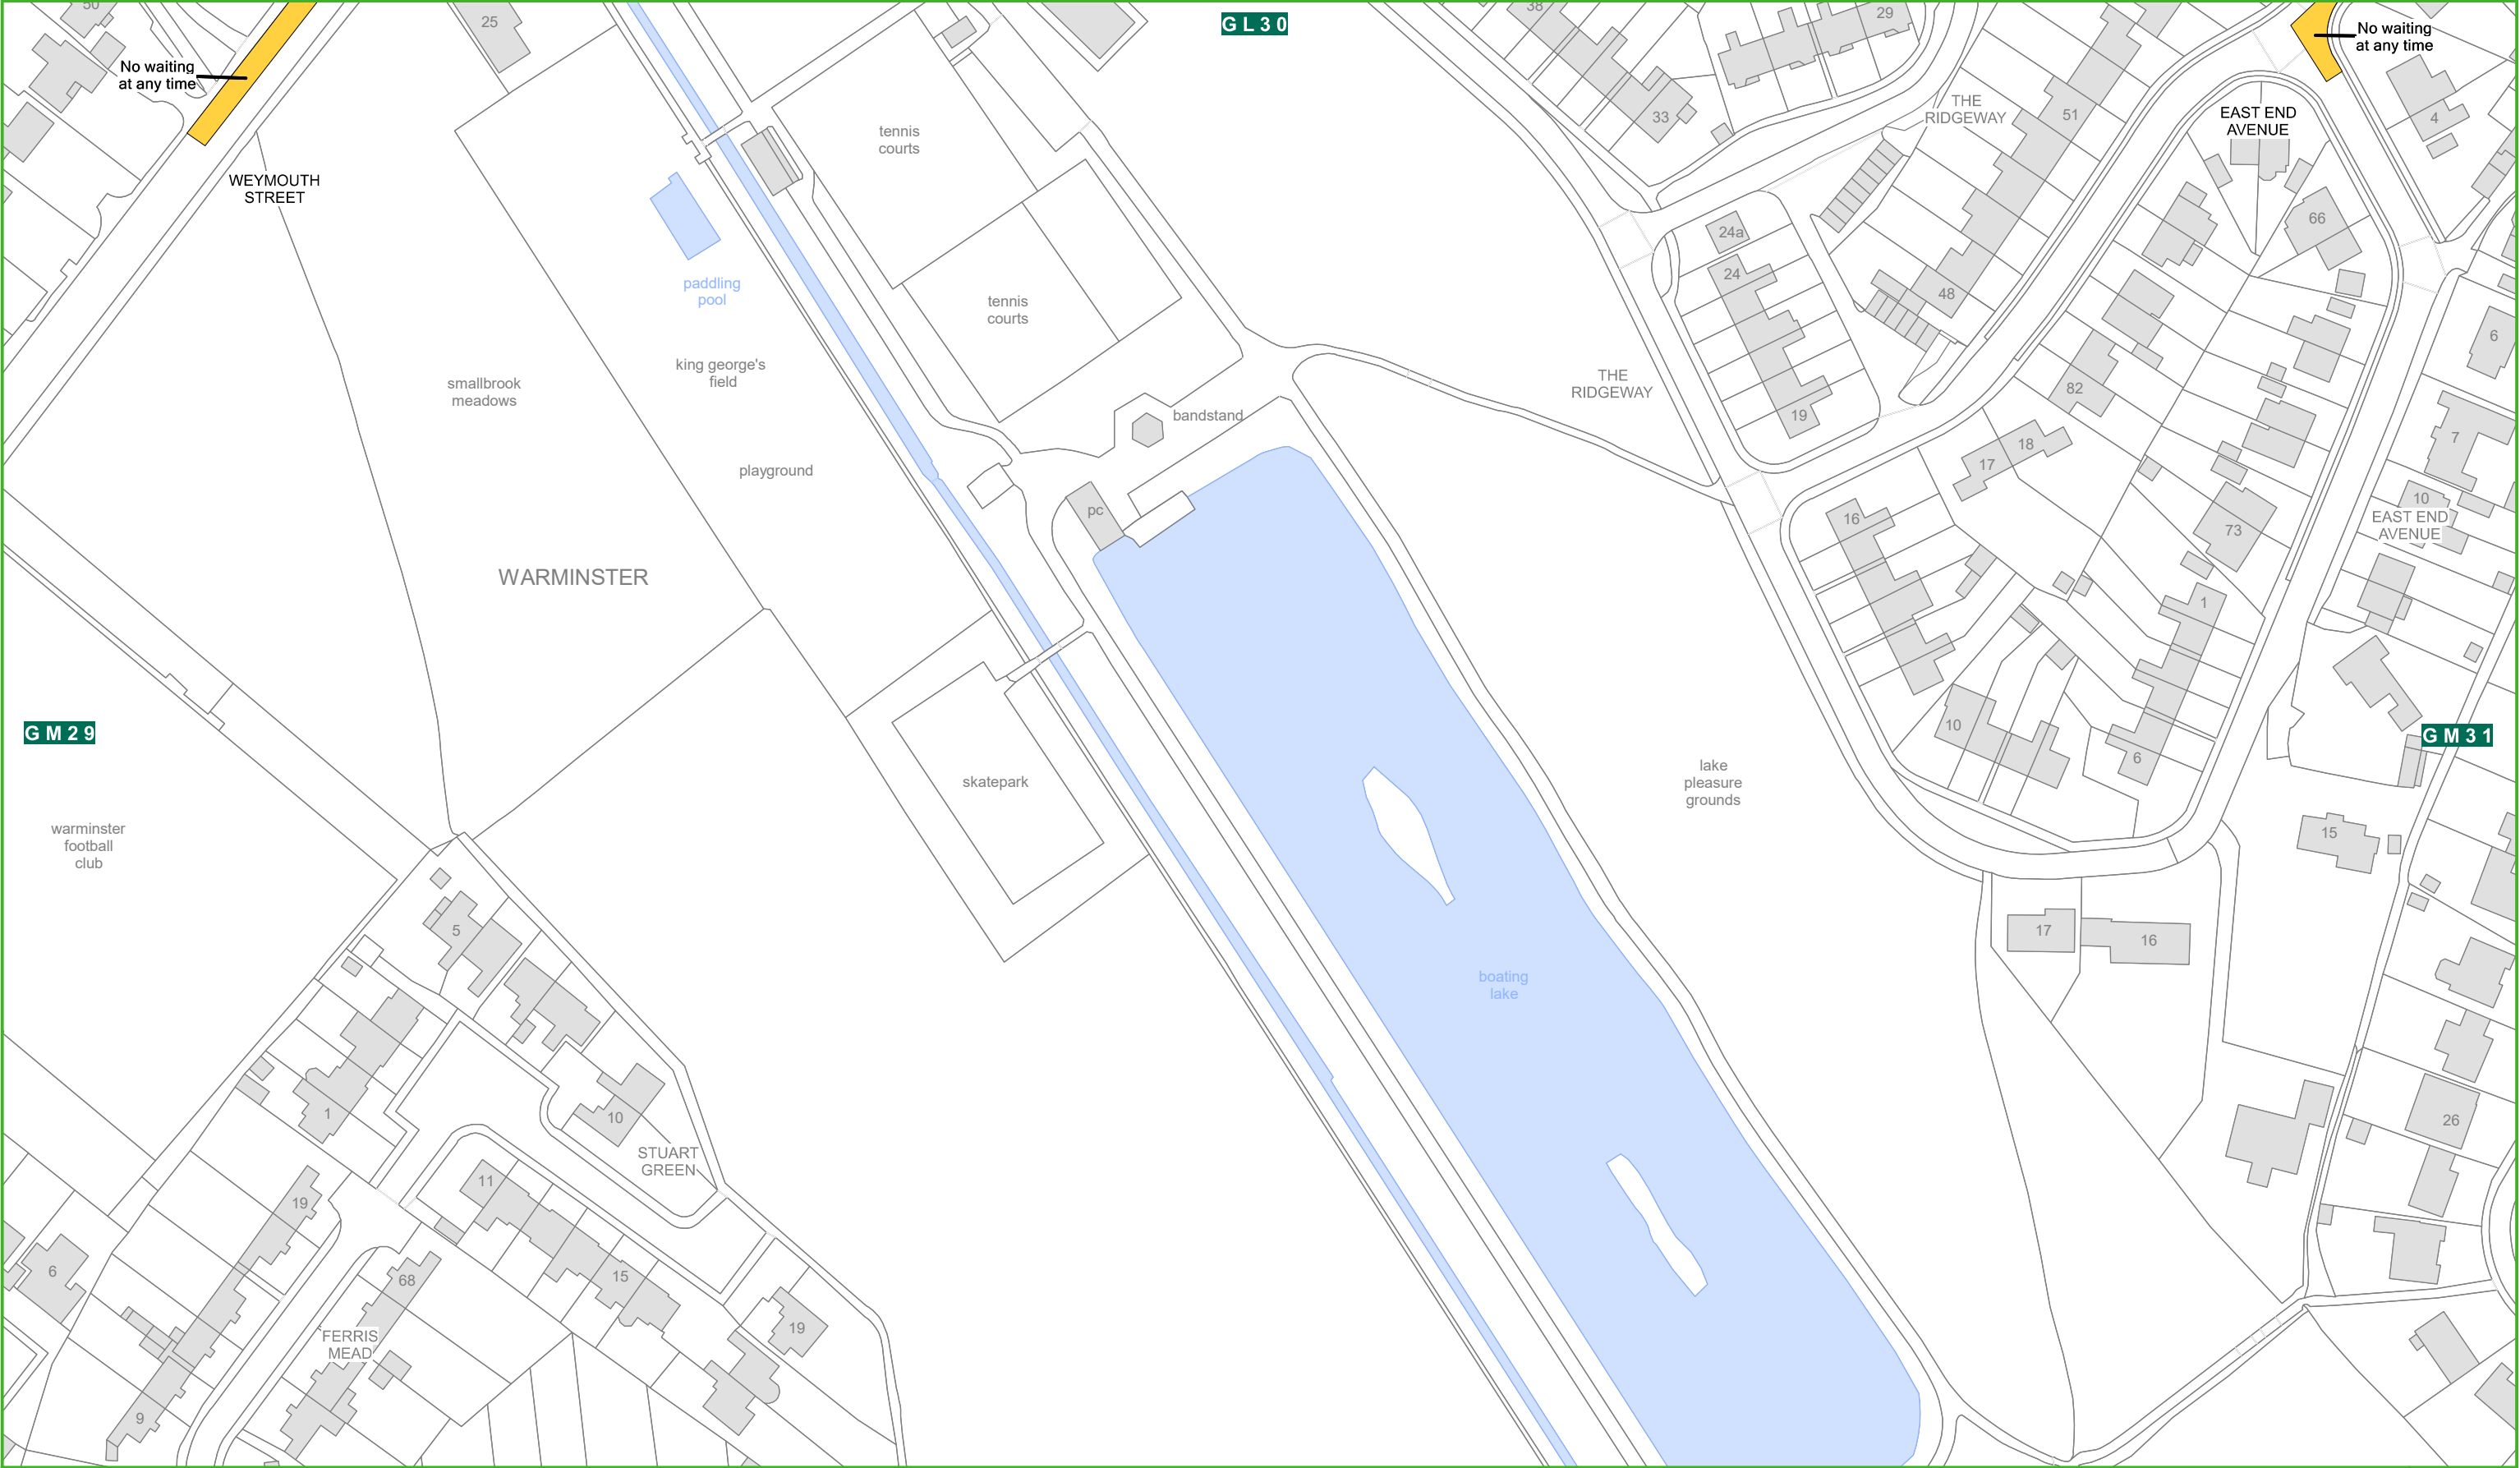 50
25
GL30
38
29
No waiting
at any time
No waiting
at any time
THE
RIDGEWAY
51
33
EAST END
AVENUE
4
tennis
courts
WEYMOUTH
STREET
66
24a
24
48
paddling
pool
tennis
courts
6
king george's
field
smallbrook
meadows
THE
RIDGEWAY
82
bandstand
19
18
17
7
playground
pc
16
10
EAST END
AVENUE
73
WARMINSTER
1
GM29
10
GM31
6
skatepark
lake
pleasure
grounds
warminster
football
club
15
5
17
16
boating
lake
1
10
26
STUART
GREEN
11
19
6
68
15
19
FERRIS
MEAD
9